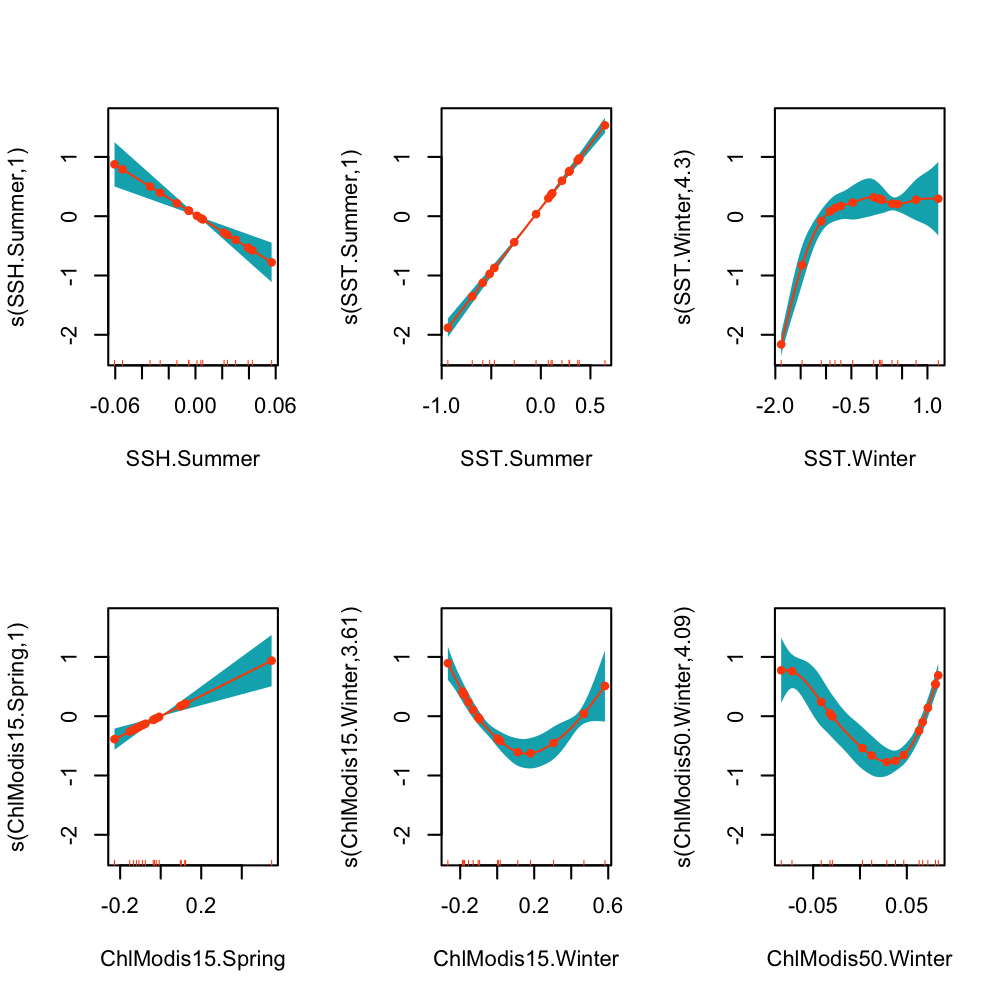 s(SSH.Summer,1)
1
0
-1
-2
-0.06 0.00 0.06
SSH.Summer
s(SST.Summer,1)
1
0
-1
-2
-1.0 0.0 0.5
SST.Summer
s(SST.Winter,4.3)
1
0
-1
-2
-2.0 -0.5 1.0
SST.Winter
s(ChlModis15.Spring,1)
1
0
-1
-2
-0.2 0.2
ChlModis15.Spring
s(ChlModis15.Winter,3.61)
1
0
-1
-2
-0.2 0.2 0.6
ChlModis15.Winter
s(ChlModis50.Winter,4.09)
1
0
-1
-2
-0.05 0.05
ChlModis50.Winter